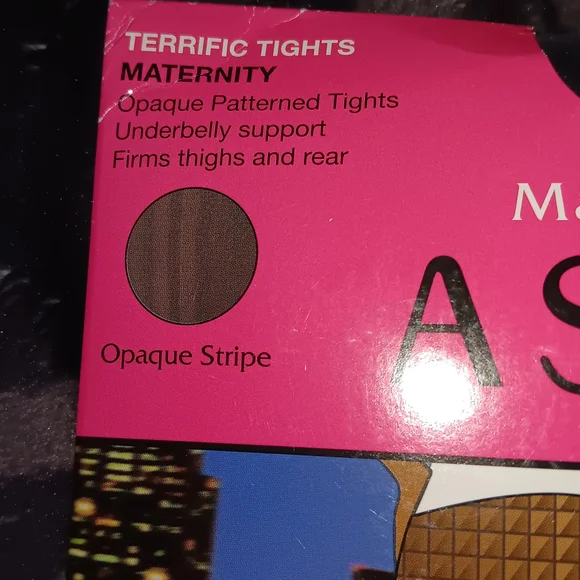 TERRIFIC TIGHTS
MATERNITY
Opaque Patterned Tights
Underbelly support
Firms thighs and rear
M.
A S
Opaque Stripe